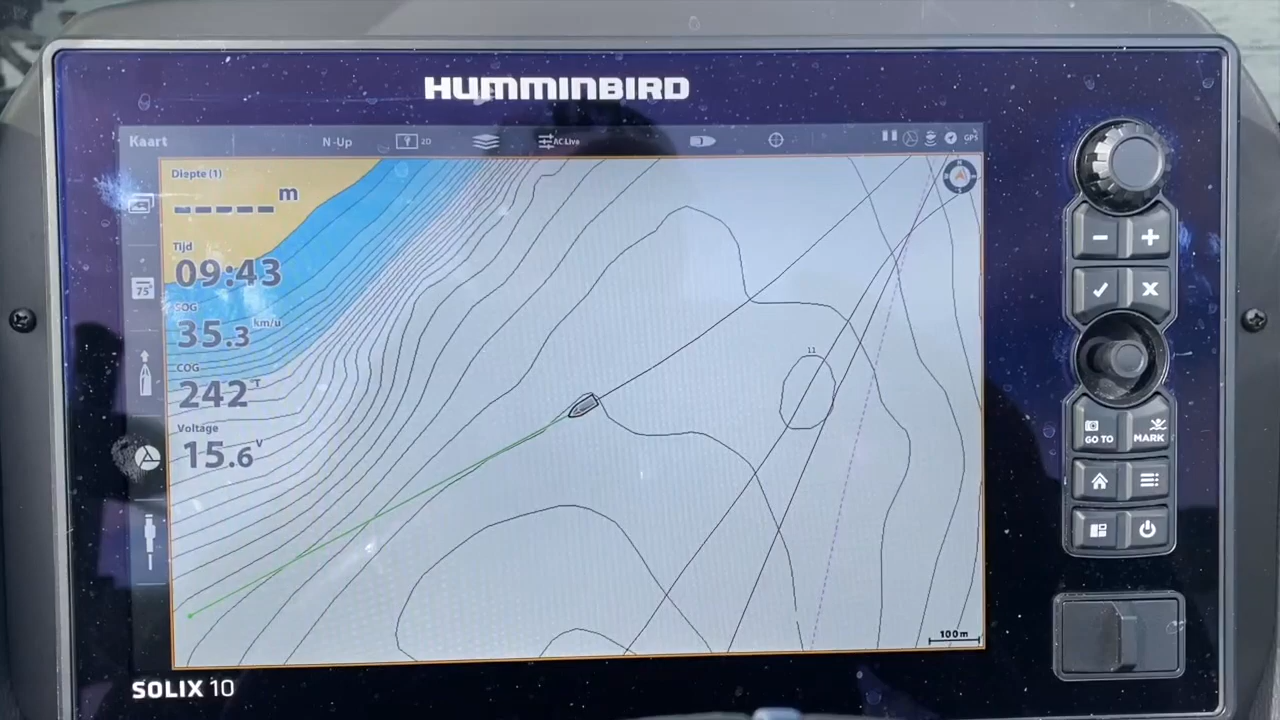 HUMMINBIRD
Kaart
N-Up
2D
AC Live
GPS
Diepte (1)
----- m
Tijd
09:43
75°
SOG
35.3 km/u
COG
242°T
Voltage
15.6 V
11
100 m
GO TO
MARK
SOLIX 10